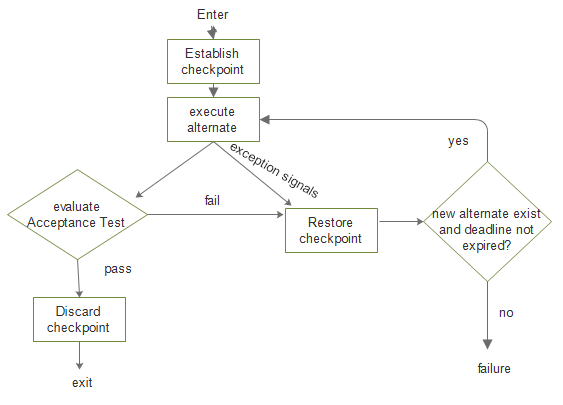 Enter
Establish
checkpoint
execute
alternate
exception signals
yes
evaluate
Acceptance Test
fail
Restore
checkpoint
new alternate exist
and deadline not
expired?
pass
Discard
checkpoint
no
exit
failure